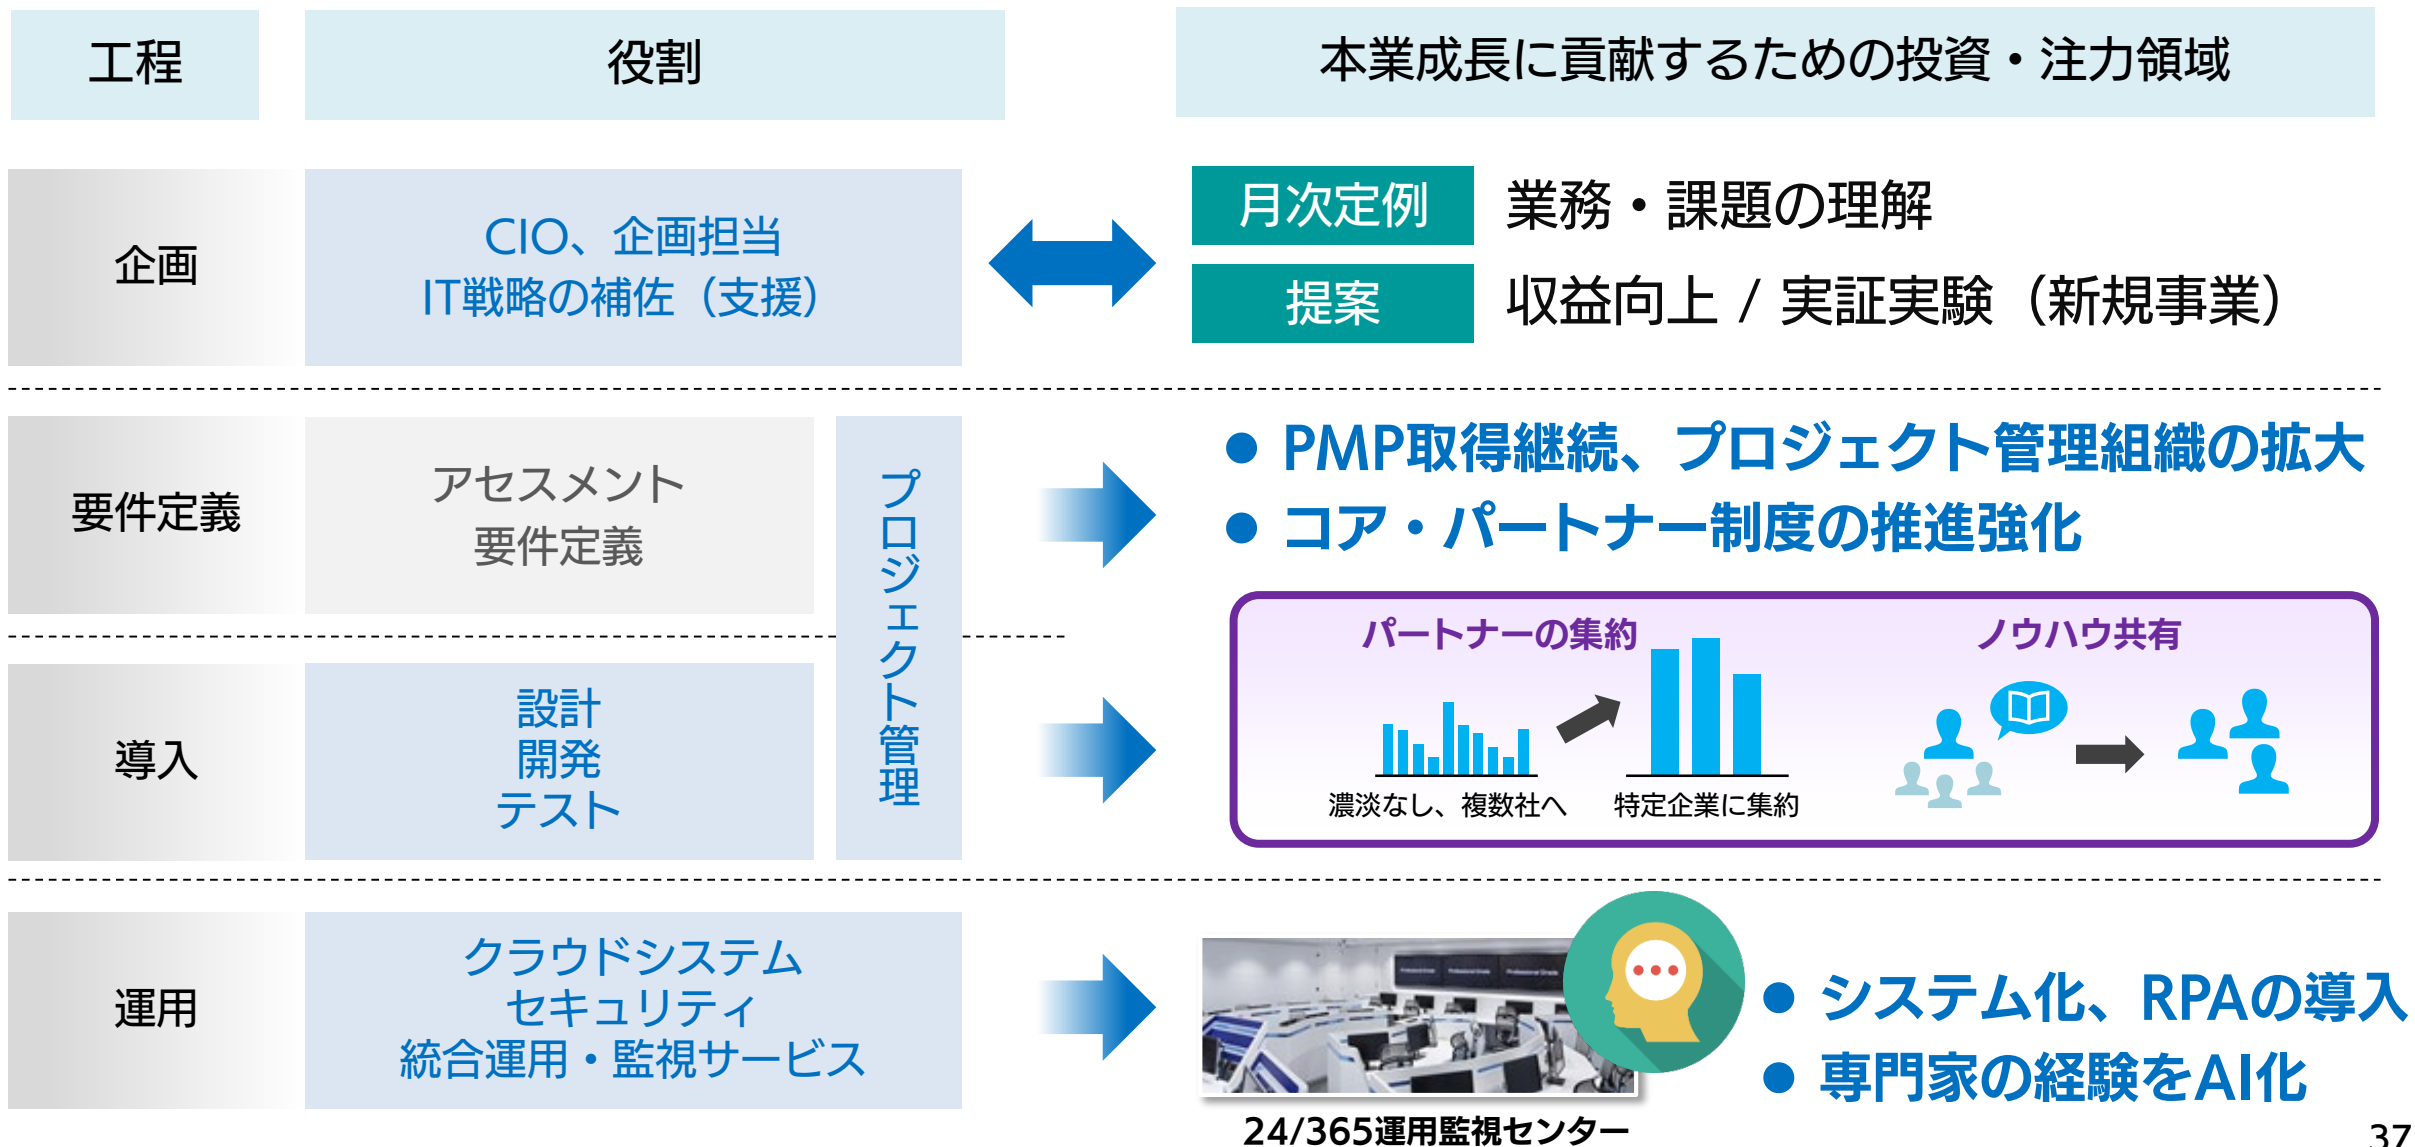 工程
役割
本業成長に貢献するための投資・注力領域
企画
CIO、企画担当
IT戦略の補佐（支援）
月次定例
業務・課題の理解
提案
収益向上 / 実証実験（新規事業）
要件定義
アセスメント
要件定義
プロジェクト管理
● PMP取得継続、プロジェクト管理組織の拡大
● コア・パートナー制度の推進強化
導入
設計
開発
テスト
パートナーの集約
ノウハウ共有
濃淡なし、複数社へ
特定企業に集約
運用
クラウドシステム
セキュリティ
統合運用・監視サービス
24/365運用監視センター
● システム化、RPAの導入
● 専門家の経験をAI化
37